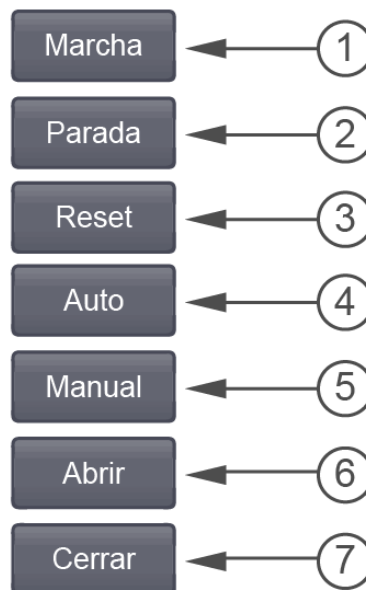 Marcha 1
Parada 2
Reset 3
Auto 4
Manual 5
Abrir 6
Cerrar 7